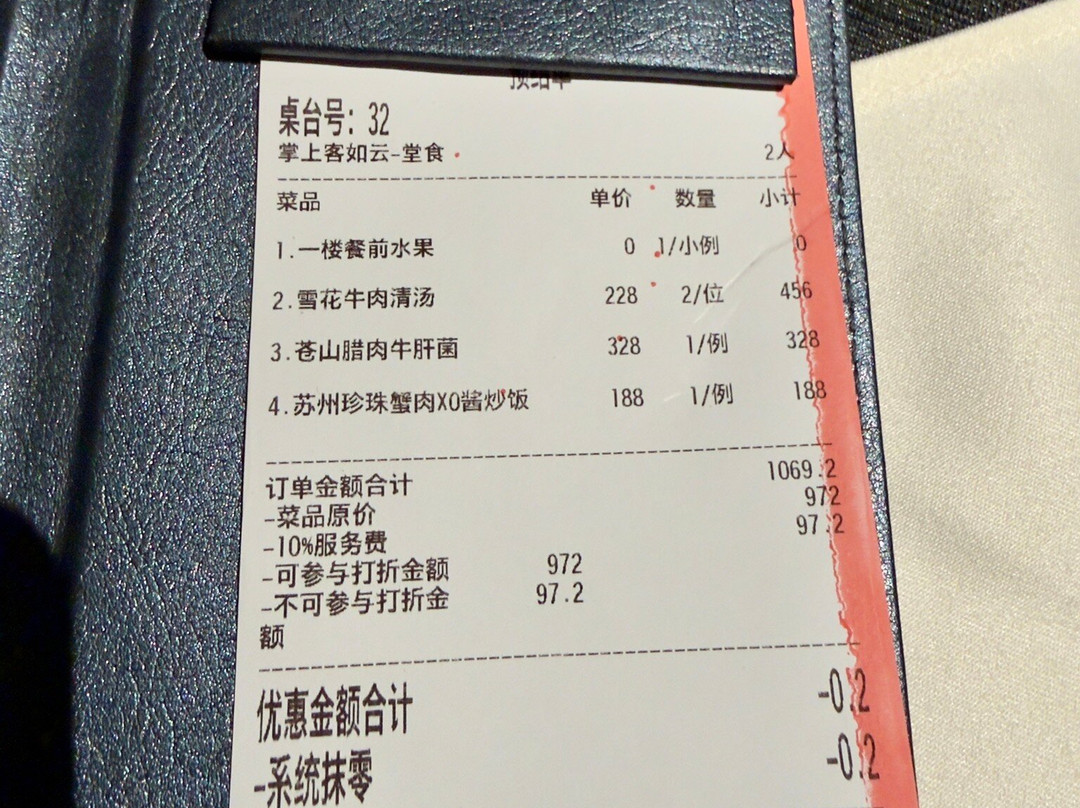 预结单
桌台号: 32
掌上客如云-堂食 2人
菜品 单价 数量 小计
1.一楼餐前水果 0 1/小例 0
2.雪花牛肉清汤 228 2/位 456
3.苍山腊肉牛肝菌 328 1/例 328
4.苏州珍珠蟹肉XO酱炒饭 188 1/例 188
订单金额合计 1069.2
-菜品原价 972
-10%服务费 97.2
-可参与打折金额 972
-不可参与打折金 97.2
额
优惠金额合计 -0.2
-系统抹零 -0.2